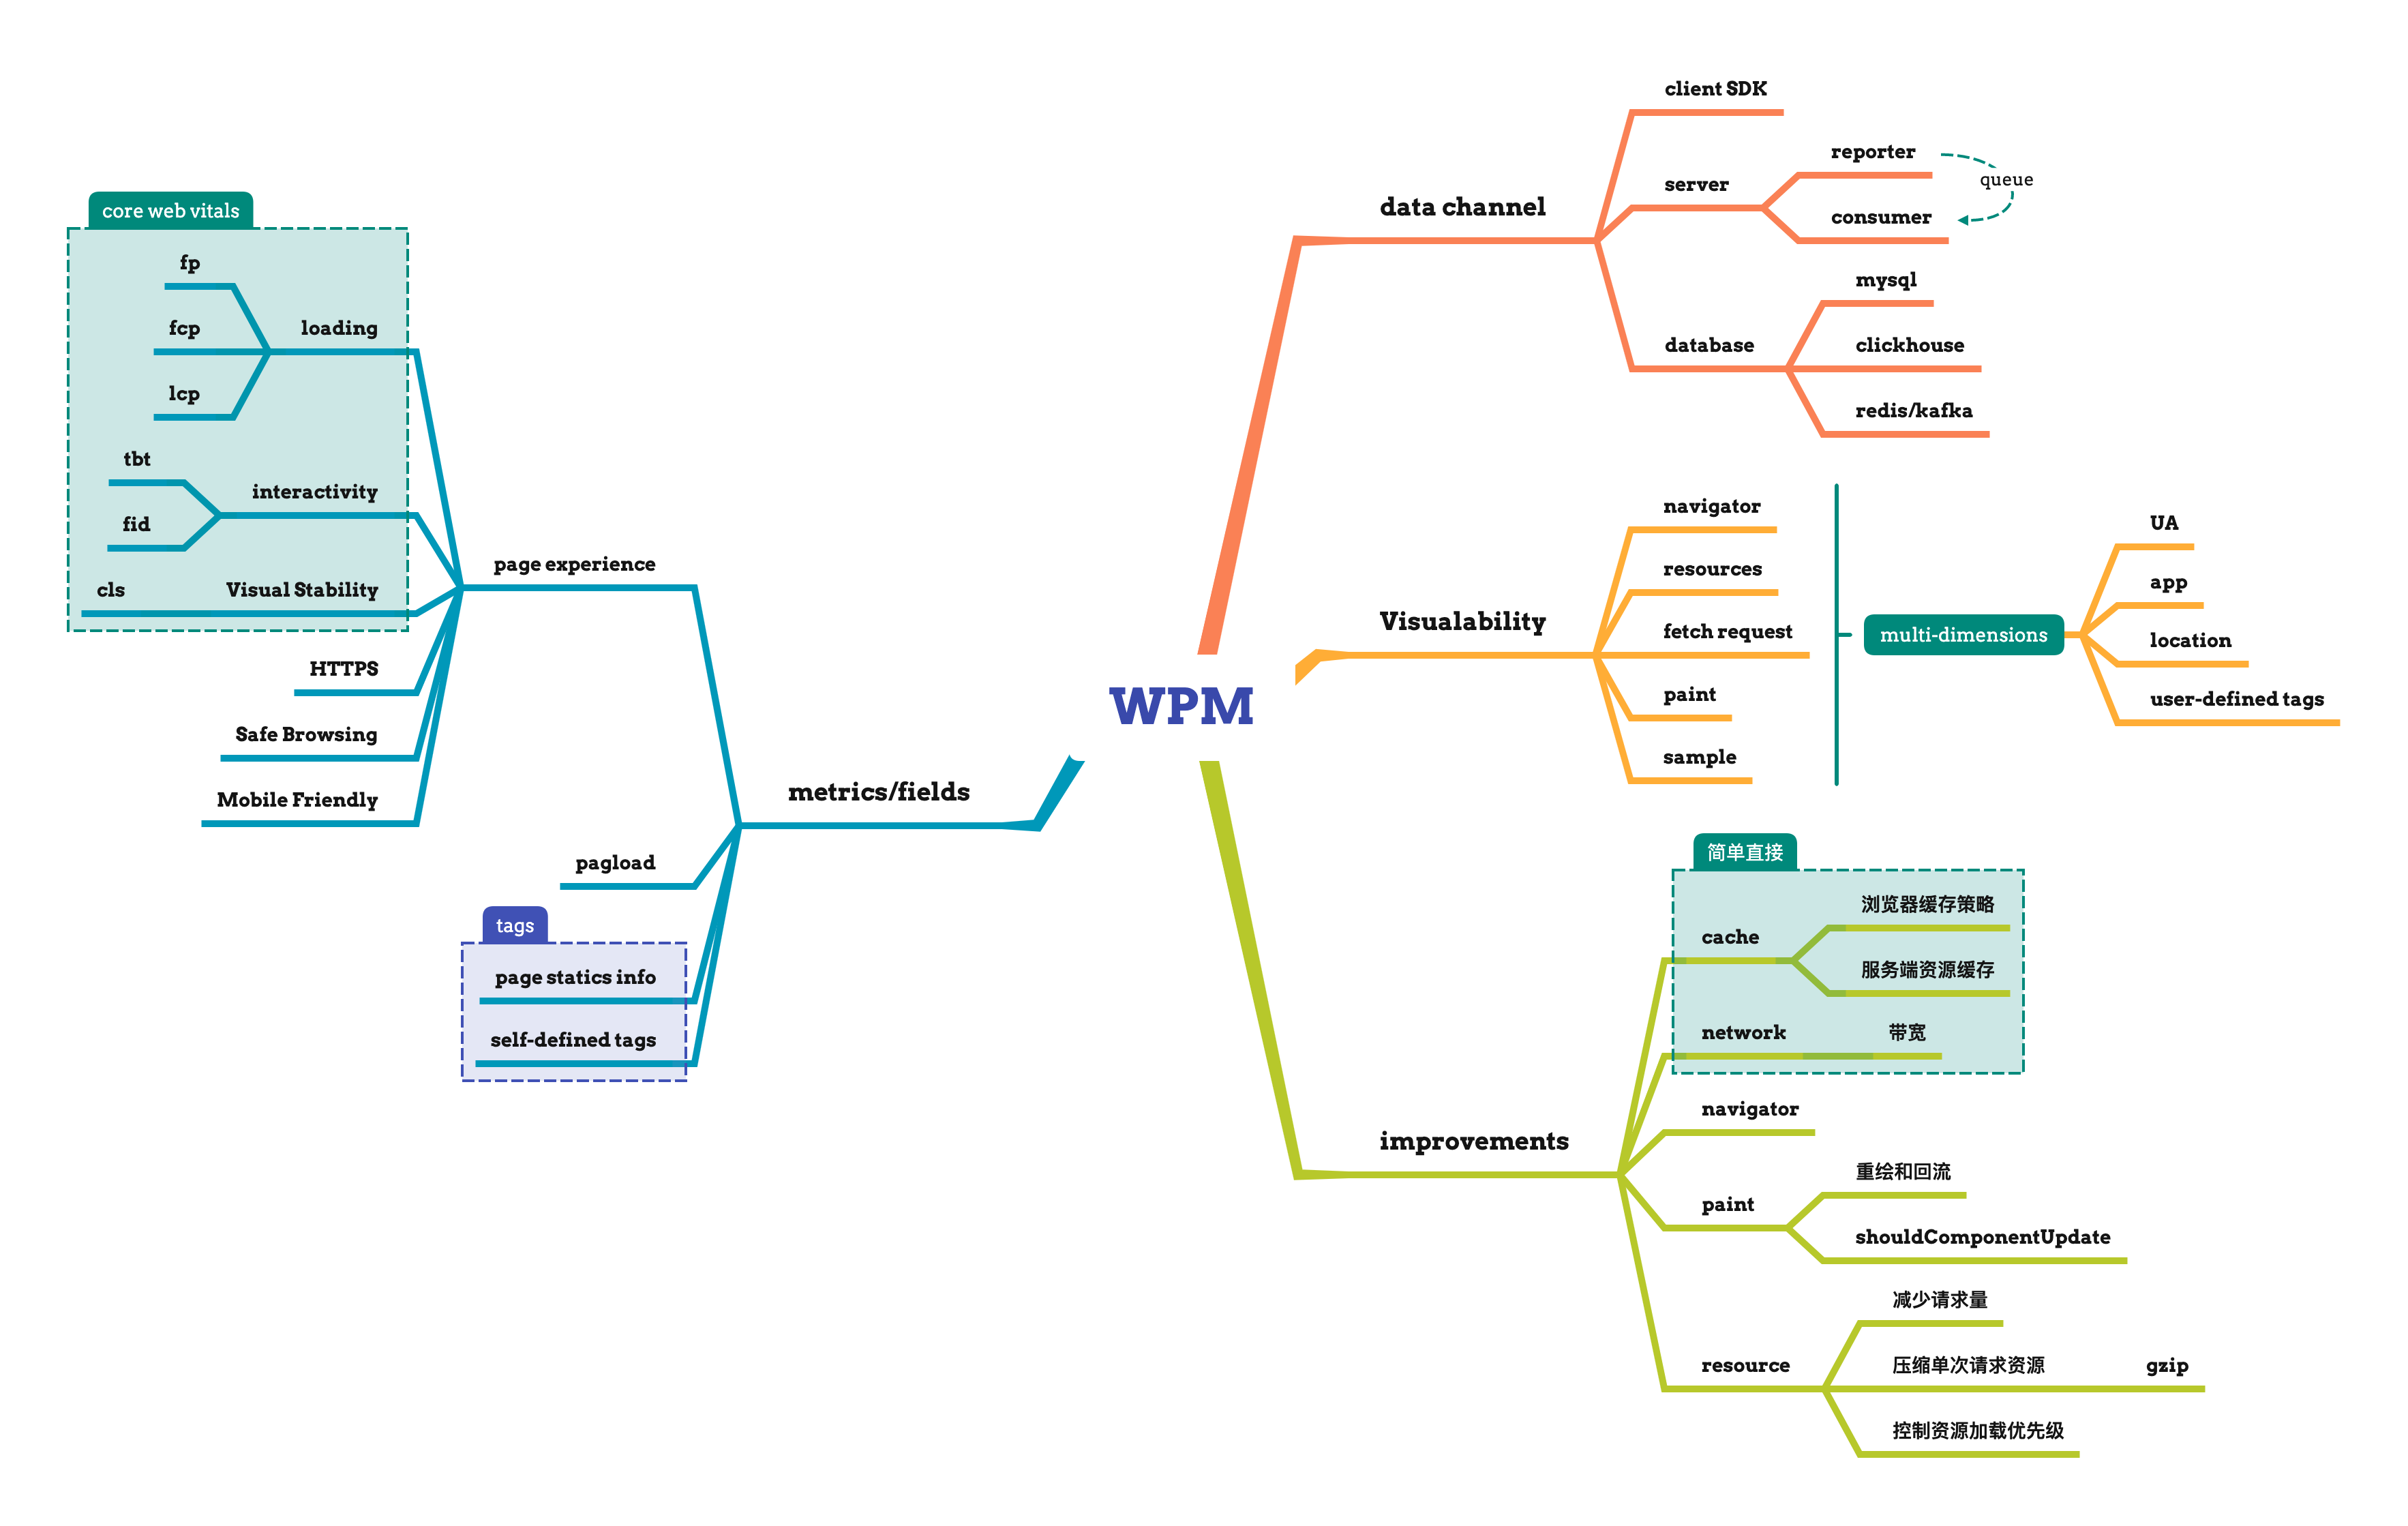 WPM
data channel
client SDK
server
reporter
queue
consumer
database
mysql
clickhouse
redis/kafka
Visualability
navigator
resources
fetch request
paint
sample
multi-dimensions
UA
app
location
user-defined tags
improvements
简单直接
cache
浏览器缓存策略
服务端资源缓存
network
带宽
navigator
paint
重绘和回流
shouldComponentUpdate
resource
减少请求量
压缩单次请求资源
gzip
控制资源加载优先级
metrics/fields
page experience
core web vitals
loading
fp
fcp
lcp
interactivity
tbt
fid
Visual Stability
cls
HTTPS
Safe Browsing
Mobile Friendly
pagload
tags
page statics info
self-defined tags